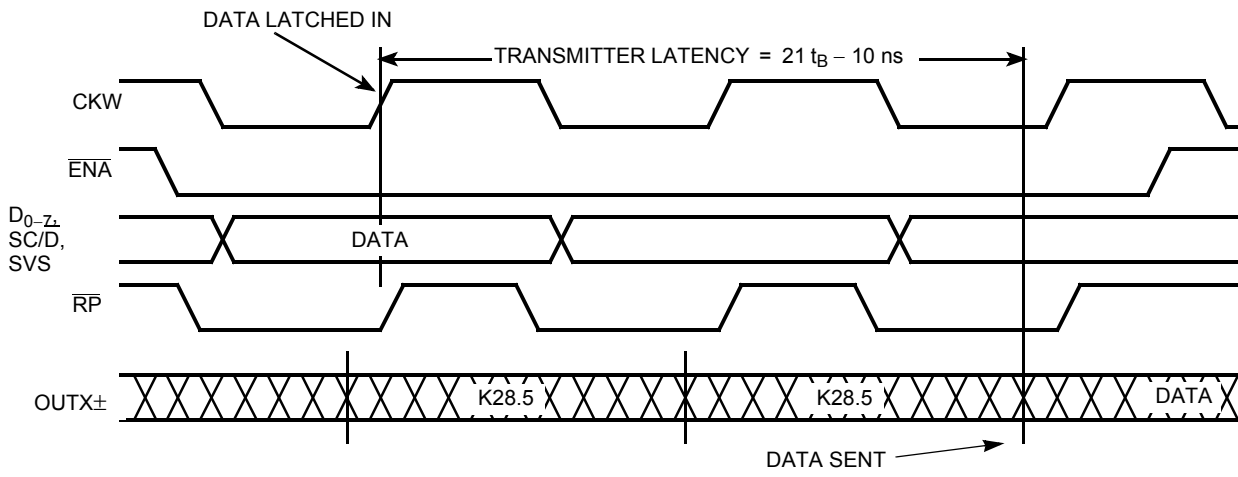 DATA LATCHED IN
TRANSMITTER LATENCY = 21 tB – 10 ns
CKW
ENA
D0–7,
SC/D,
SVS
DATA
RP
OUTX±
K28.5
K28.5
DATA
DATA SENT